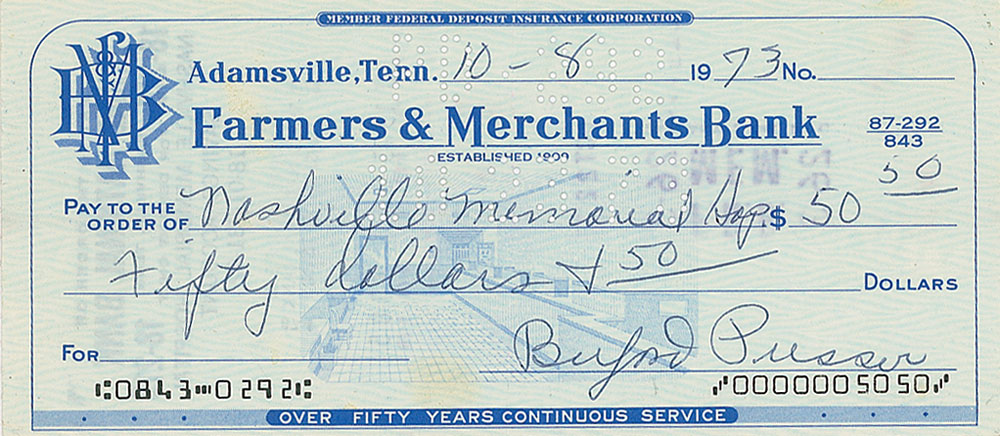 MEMBER FEDERAL DEPOSIT INSURANCE CORPORATION
F&MB
Adamsville, Tenn. 10 - 8 1973 No.
Farmers & Merchants Bank
87-292
843
ESTABLISHED
PAY TO THE
ORDER OF Nashville Memorial Hosp. $ 50 50
Fifty dollars + 50 DOLLARS
FOR
Buford Pusser
⑆0843⑉0292⑆ ⑈0000005050⑈
OVER FIFTY YEARS CONTINUOUS SERVICE